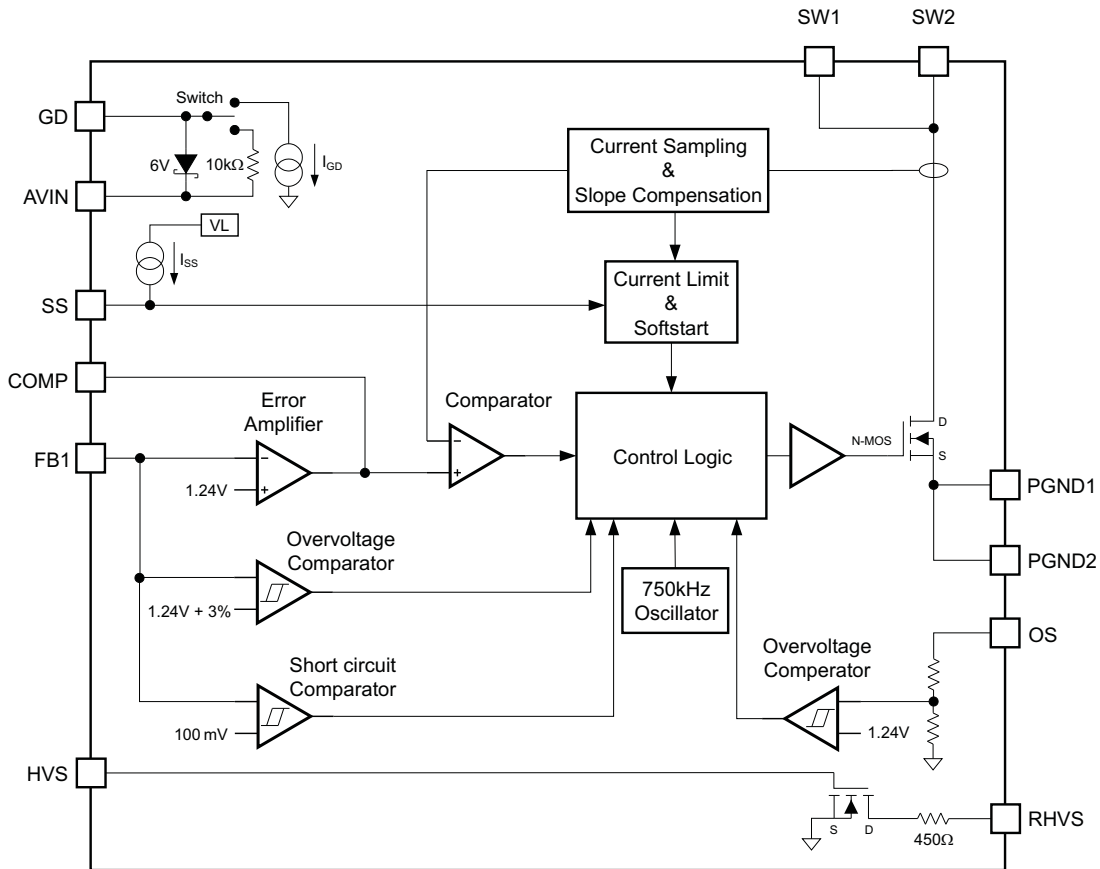 SW1
SW2
GD
Switch
6V
10kΩ
I_GD
AVIN
VL
I_SS
SS
Current Sampling
&
Slope Compensation
Current Limit
&
Softstart
COMP
Error
Amplifier
Comparator
FB1
−
+
1.24V
−
+
Control Logic
N-MOS
D
S
PGND1
PGND2
Overvoltage
Comparator
1.24V + 3%
750kHz
Oscillator
OS
Short circuit
Comparator
100 mV
Overvoltage
Comperator
1.24V
HVS
S
D
450Ω
RHVS